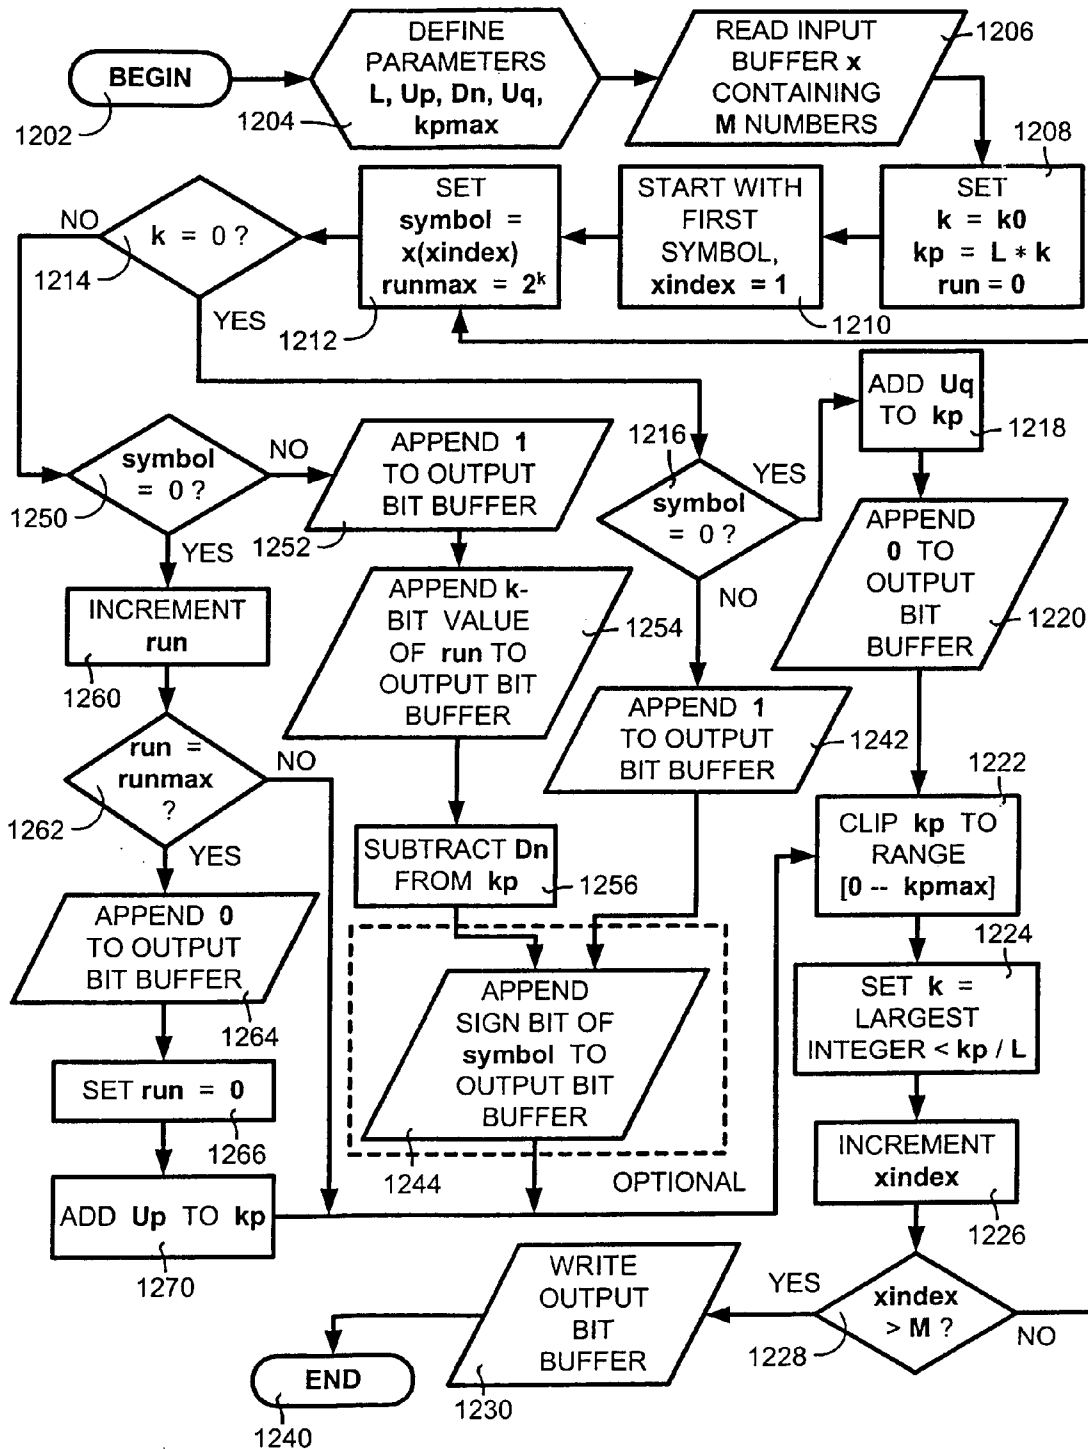 BEGIN
1202
DEFINE
PARAMETERS
L, Up, Dn, Uq,
kpmax
1204
READ INPUT
BUFFER x
CONTAINING
M NUMBERS
1206
1208
SET
k = k0
kp = L * k
run = 0
START WITH
FIRST
SYMBOL,
xindex = 1
1210
SET
symbol =
x(xindex)
runmax = 2^k
1212
k = 0 ?
NO
1214
YES
symbol
= 0 ?
NO
1250
YES
APPEND 1
TO OUTPUT
BIT BUFFER
1252
1216
symbol
= 0 ?
YES
NO
ADD Uq
TO kp
1218
APPEND
0 TO
OUTPUT
BIT
BUFFER
1220
INCREMENT
run
1260
APPEND k-
BIT VALUE
OF run TO
OUTPUT BIT
BUFFER
1254
APPEND 1
TO OUTPUT
BIT BUFFER
1242
run =
runmax
?
NO
1262
YES
SUBTRACT Dn
FROM kp
1256
1222
CLIP kp TO
RANGE
[0 -- kpmax]
APPEND 0
TO OUTPUT
BIT BUFFER
1264
APPEND
SIGN BIT OF
symbol TO
OUTPUT BIT
BUFFER
1244
OPTIONAL
1224
SET k =
LARGEST
INTEGER < kp / L
SET run = 0
1266
INCREMENT
xindex
1226
ADD Up TO kp
1270
WRITE
OUTPUT
BIT
BUFFER
1230
YES
xindex
> M ?
NO
1228
END
1240